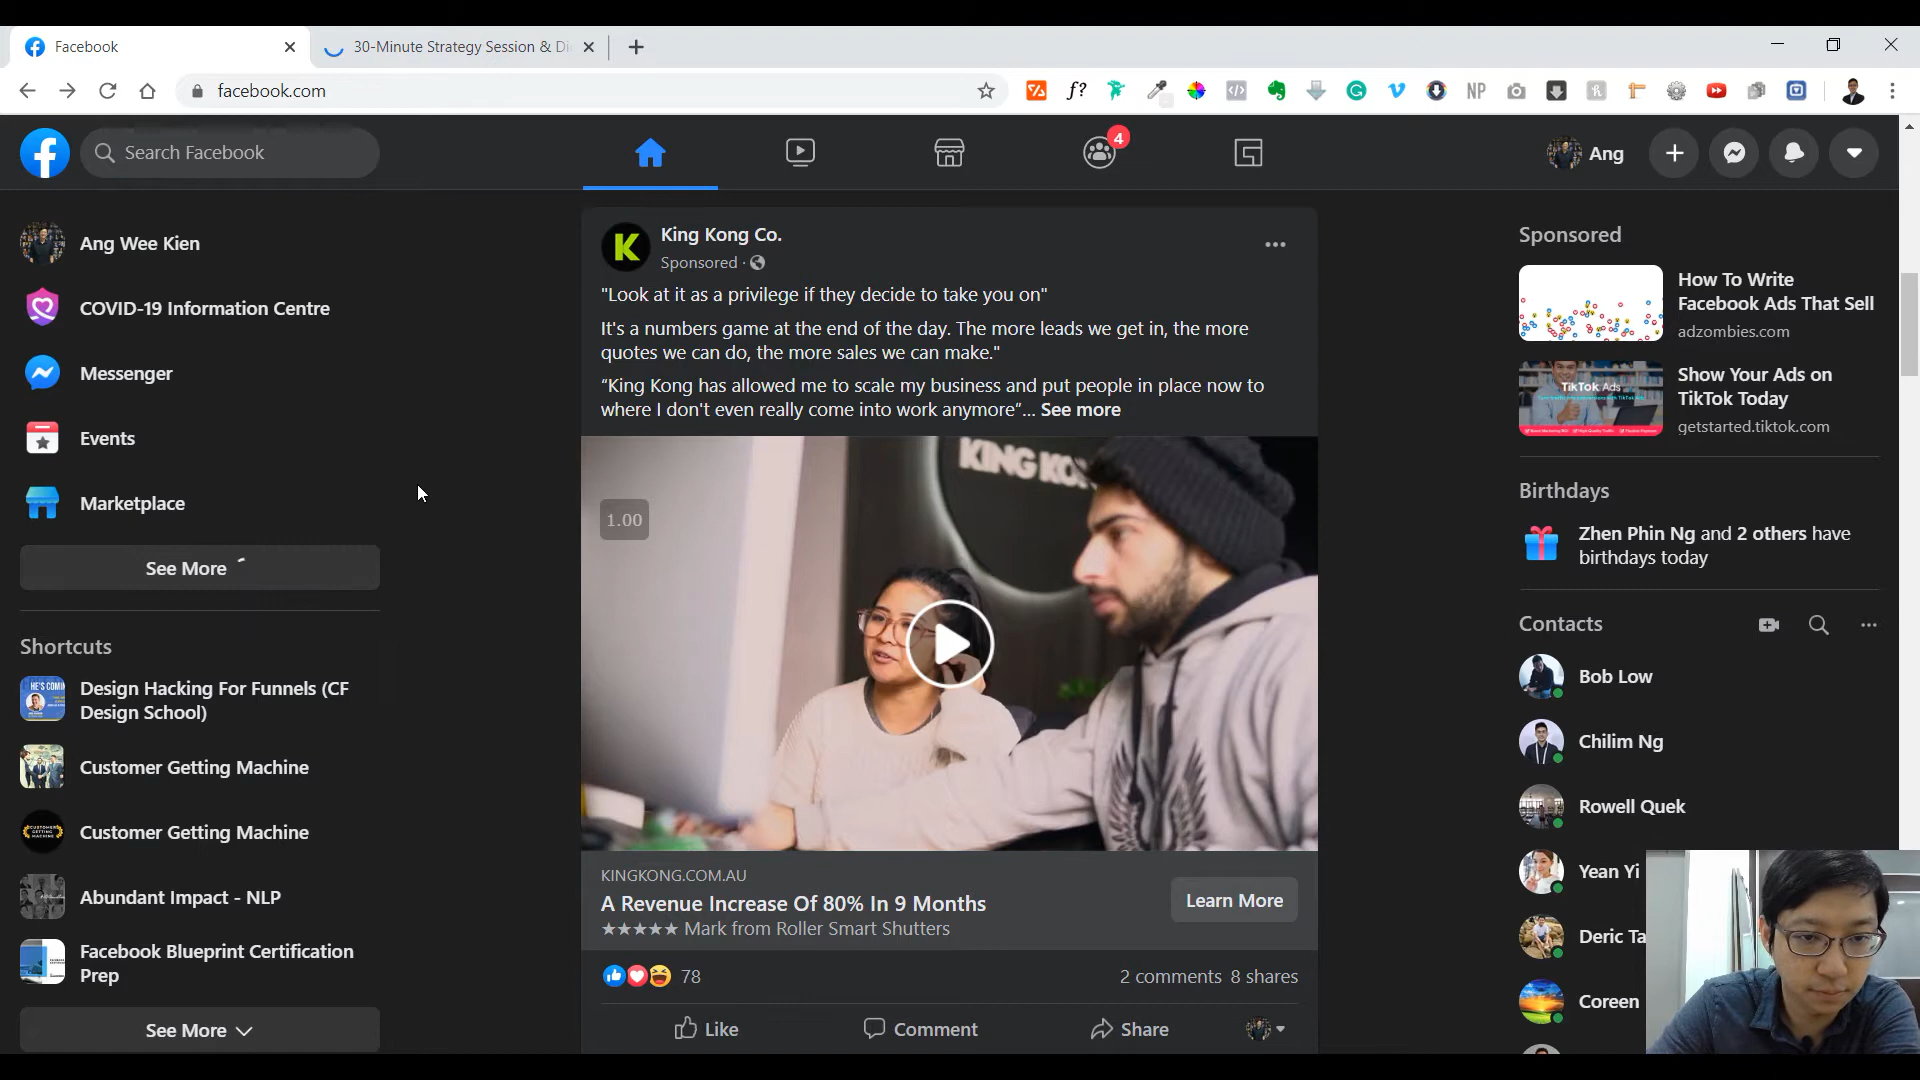 Facebook
30-Minute Strategy Session & Di
facebook.com
f?
NP
Search Facebook
4
Ang
Ang Wee Kien
COVID-19 Information Centre
Messenger
Events
Marketplace
See More
Shortcuts
Design Hacking For Funnels (CF
Design School)
Customer Getting Machine
Customer Getting Machine
Abundant Impact - NLP
Facebook Blueprint Certification
Prep
See More
K
King Kong Co.
Sponsored ·
"Look at it as a privilege if they decide to take you on"
It's a numbers game at the end of the day. The more leads we get in, the more
quotes we can do, the more sales we can make."
“King Kong has allowed me to scale my business and put people in place now to
where I don't even really come into work anymore”... See more
KING KO
1.00
KINGKONG.COM.AU
A Revenue Increase Of 80% In 9 Months
★★★★★ Mark from Roller Smart Shutters
Learn More
78
2 comments 8 shares
Like
Comment
Share
Sponsored
How To Write
Facebook Ads That Sell
adzombies.com
TikTok Ads
Show Your Ads on
TikTok Today
getstarted.tiktok.com
Birthdays
Zhen Phin Ng and 2 others have
birthdays today
Contacts
Bob Low
Chilim Ng
Rowell Quek
Yean Yi
Deric Ta
Coreen